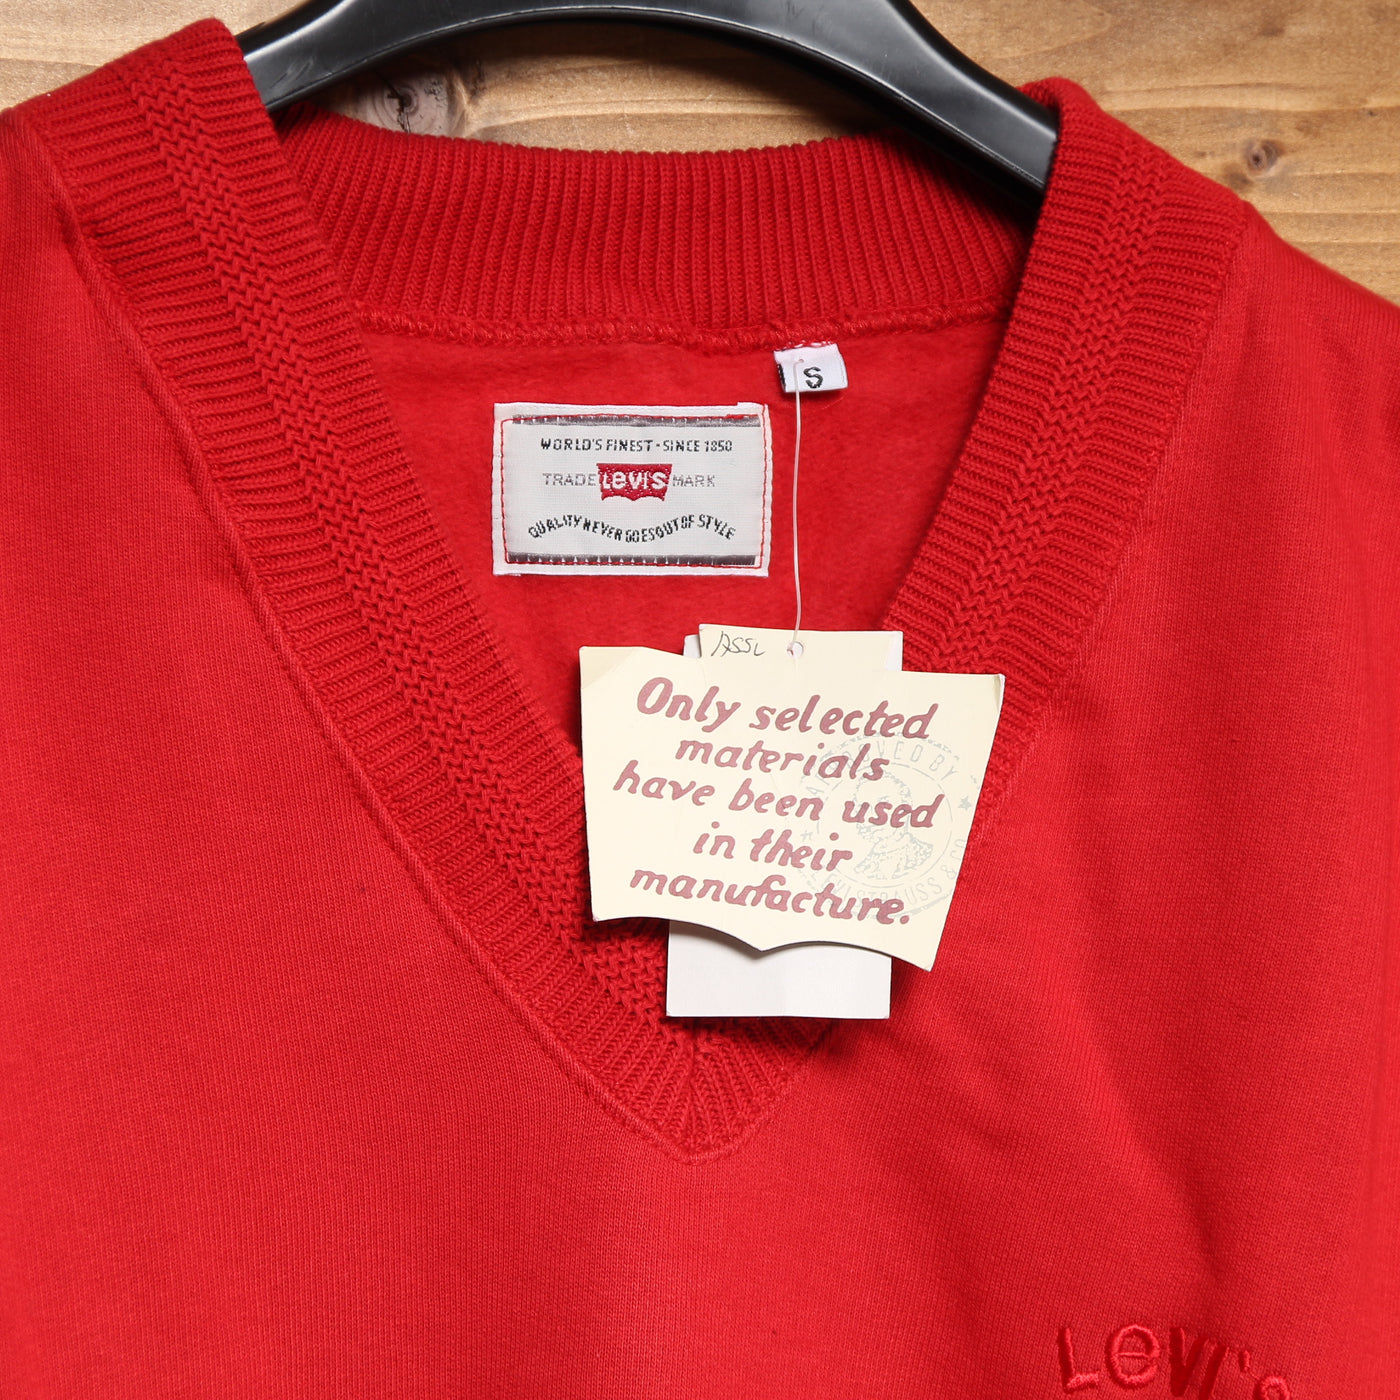 S
WORLD'S FINEST - SINCE 1850
TRADE Levi's MARK
QUALITY NEVER GOES OUT OF STYLE
Only selected
materials
have been used
in their
manufacture.
LeVI's